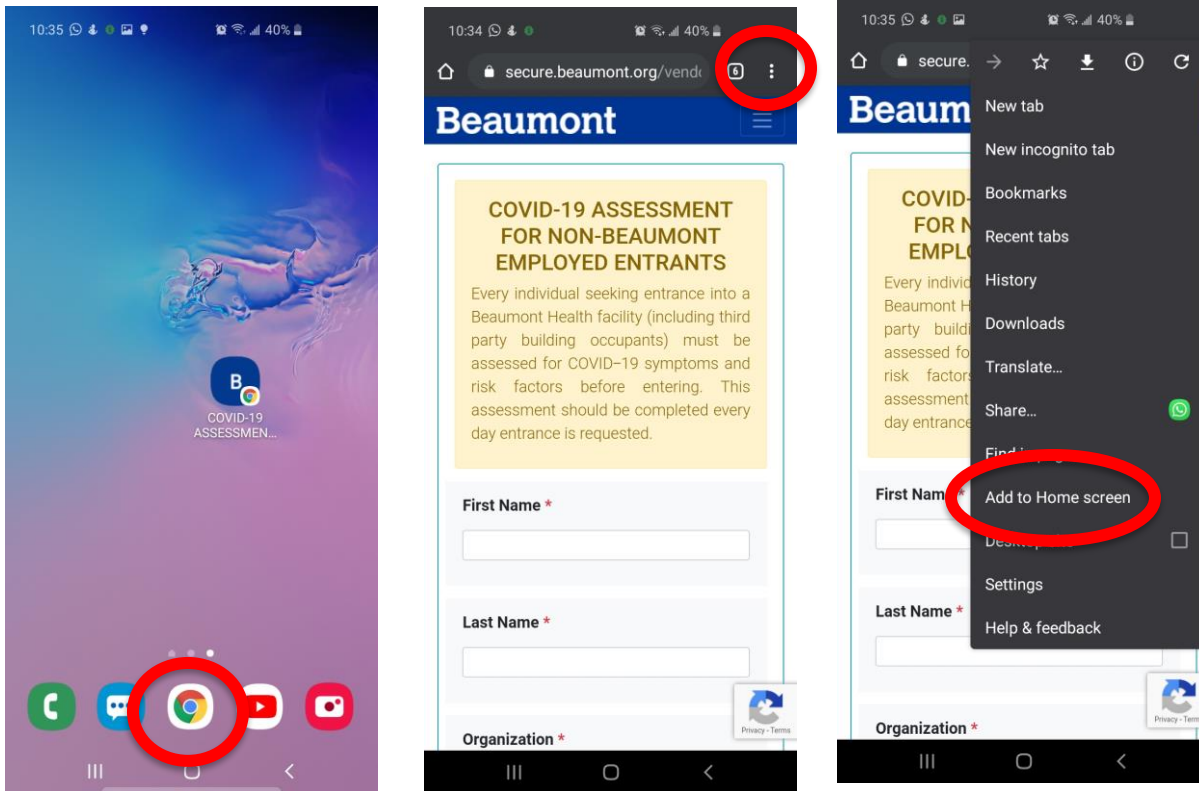 10:35 40%
B
COVID-19
ASSESSMEN...
10:34 40%
secure.beaumont.org/vend
6
Beaumont
COVID-19 ASSESSMENT
FOR NON-BEAUMONT
EMPLOYED ENTRANTS
Every individual seeking entrance into a
Beaumont Health facility (including third
party building occupants) must be
assessed for COVID–19 symptoms and
risk factors before entering. This
assessment should be completed every
day entrance is requested.
First Name *
Last Name *
Organization *
Privacy - Terms
10:35 40%
secure.
Beaum
COVID-
FOR N
EMPLO
Every individ
Beaumont H
party buildi
assessed fo
risk factors
assessment
day entrance
First Nam *
Last Name *
Organization *
New tab
New incognito tab
Bookmarks
Recent tabs
History
Downloads
Translate...
Share...
Add to Home screen
Settings
Help & feedback
Privacy - Term